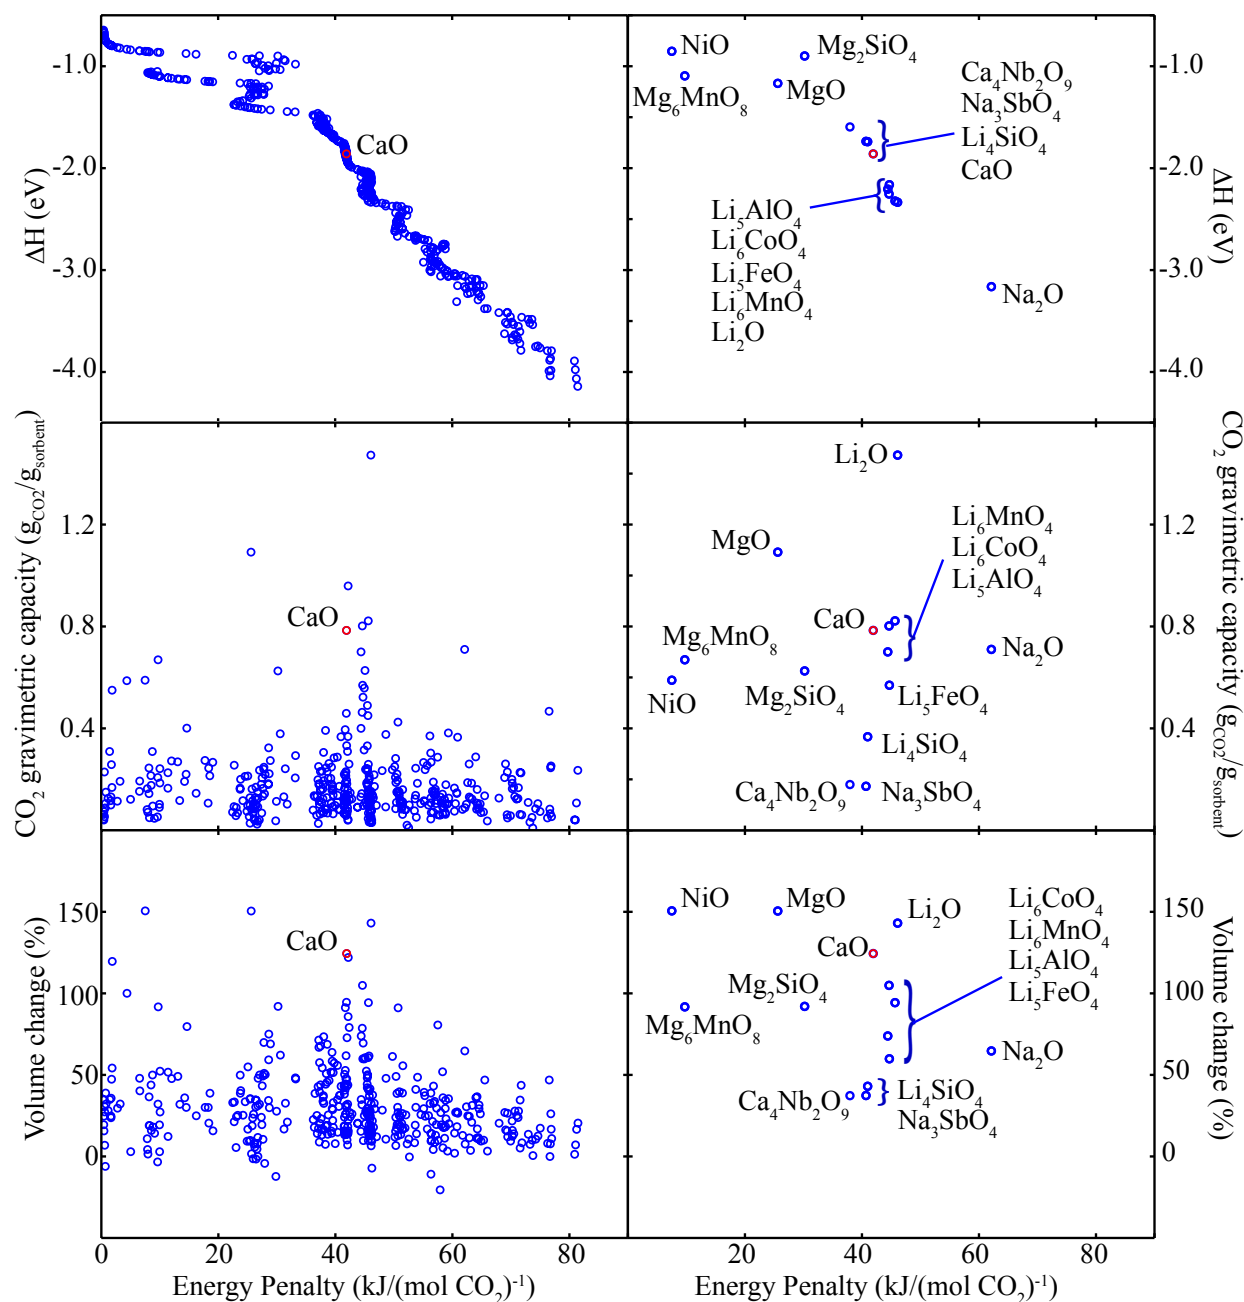 -1.0
-2.0
-3.0
-4.0
ΔH (eV)
CaO
NiO
Mg₂SiO₄
Mg₆MnO₈
MgO
Ca₄Nb₂O₉
Na₃SbO₄
Li₄SiO₄
CaO
Li₅AlO₄
Li₆CoO₄
Li₅FeO₄
Li₆MnO₄
Li₂O
Na₂O
-1.0
-2.0
-3.0
-4.0
ΔH (eV)
1.2
0.8
0.4
CO₂ gravimetric capacity (g_CO2/g_sorbent)
CaO
Li₂O
MgO
Li₆MnO₄
Li₆CoO₄
Li₅AlO₄
CaO
Mg₆MnO₈
Na₂O
NiO
Mg₂SiO₄
Li₅FeO₄
Li₄SiO₄
Ca₄Nb₂O₉
Na₃SbO₄
1.2
0.8
0.4
CO₂ gravimetric capacity (g_CO2/g_sorbent)
150
100
50
0
Volume change (%)
CaO
NiO
MgO
Li₂O
CaO
Li₆CoO₄
Li₆MnO₄
Li₅AlO₄
Li₅FeO₄
Mg₂SiO₄
Mg₆MnO₈
Na₂O
Ca₄Nb₂O₉
Li₄SiO₄
Na₃SbO₄
150
100
50
0
Volume change (%)
0 20 40 60 80
20 40 60 80
Energy Penalty (kJ/(mol CO₂)⁻¹
Energy Penalty (kJ/(mol CO₂)⁻¹